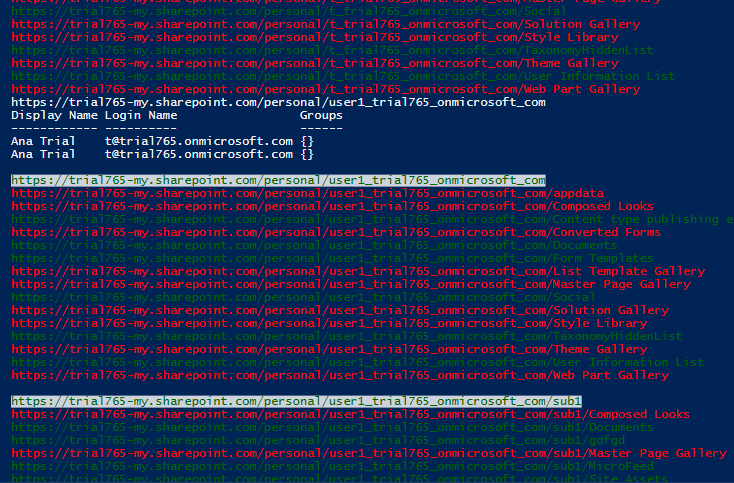 https://trial765-my.sharepoint.com/personal/t_trial765_onmicrosoft_com/Master Page Gallery
https://trial765-my.sharepoint.com/personal/t_trial765_onmicrosoft_com/Social
https://trial765-my.sharepoint.com/personal/t_trial765_onmicrosoft_com/Solution Gallery
https://trial765-my.sharepoint.com/personal/t_trial765_onmicrosoft_com/Style Library
https://trial765-my.sharepoint.com/personal/t_trial765_onmicrosoft_com/TaxonomyHiddenList
https://trial765-my.sharepoint.com/personal/t_trial765_onmicrosoft_com/Theme Gallery
https://trial765-my.sharepoint.com/personal/t_trial765_onmicrosoft_com/User Information List
https://trial765-my.sharepoint.com/personal/t_trial765_onmicrosoft_com/Web Part Gallery
https://trial765-my.sharepoint.com/personal/user1_trial765_onmicrosoft_com
Display Name Login Name Groups
------------ ---------- ------
Ana Trial t@trial765.onmicrosoft.com {}
Ana Trial t@trial765.onmicrosoft.com {}
https://trial765-my.sharepoint.com/personal/user1_trial765_onmicrosoft_com
https://trial765-my.sharepoint.com/personal/user1_trial765_onmicrosoft_com/appdata
https://trial765-my.sharepoint.com/personal/user1_trial765_onmicrosoft_com/Composed Looks
https://trial765-my.sharepoint.com/personal/user1_trial765_onmicrosoft_com/Content type publishing e
https://trial765-my.sharepoint.com/personal/user1_trial765_onmicrosoft_com/Converted Forms
https://trial765-my.sharepoint.com/personal/user1_trial765_onmicrosoft_com/Documents
https://trial765-my.sharepoint.com/personal/user1_trial765_onmicrosoft_com/Form Templates
https://trial765-my.sharepoint.com/personal/user1_trial765_onmicrosoft_com/List Template Gallery
https://trial765-my.sharepoint.com/personal/user1_trial765_onmicrosoft_com/Master Page Gallery
https://trial765-my.sharepoint.com/personal/user1_trial765_onmicrosoft_com/Social
https://trial765-my.sharepoint.com/personal/user1_trial765_onmicrosoft_com/Solution Gallery
https://trial765-my.sharepoint.com/personal/user1_trial765_onmicrosoft_com/Style Library
https://trial765-my.sharepoint.com/personal/user1_trial765_onmicrosoft_com/TaxonomyHiddenList
https://trial765-my.sharepoint.com/personal/user1_trial765_onmicrosoft_com/Theme Gallery
https://trial765-my.sharepoint.com/personal/user1_trial765_onmicrosoft_com/User Information List
https://trial765-my.sharepoint.com/personal/user1_trial765_onmicrosoft_com/Web Part Gallery
https://trial765-my.sharepoint.com/personal/user1_trial765_onmicrosoft_com/sub1
https://trial765-my.sharepoint.com/personal/user1_trial765_onmicrosoft_com/sub1/Composed Looks
https://trial765-my.sharepoint.com/personal/user1_trial765_onmicrosoft_com/sub1/Documents
https://trial765-my.sharepoint.com/personal/user1_trial765_onmicrosoft_com/sub1/gdfgd
https://trial765-my.sharepoint.com/personal/user1_trial765_onmicrosoft_com/sub1/Master Page Gallery
https://trial765-my.sharepoint.com/personal/user1_trial765_onmicrosoft_com/sub1/MicroFeed
https://trial765-my.sharepoint.com/personal/user1_trial765_onmicrosoft_com/sub1/Site Assets